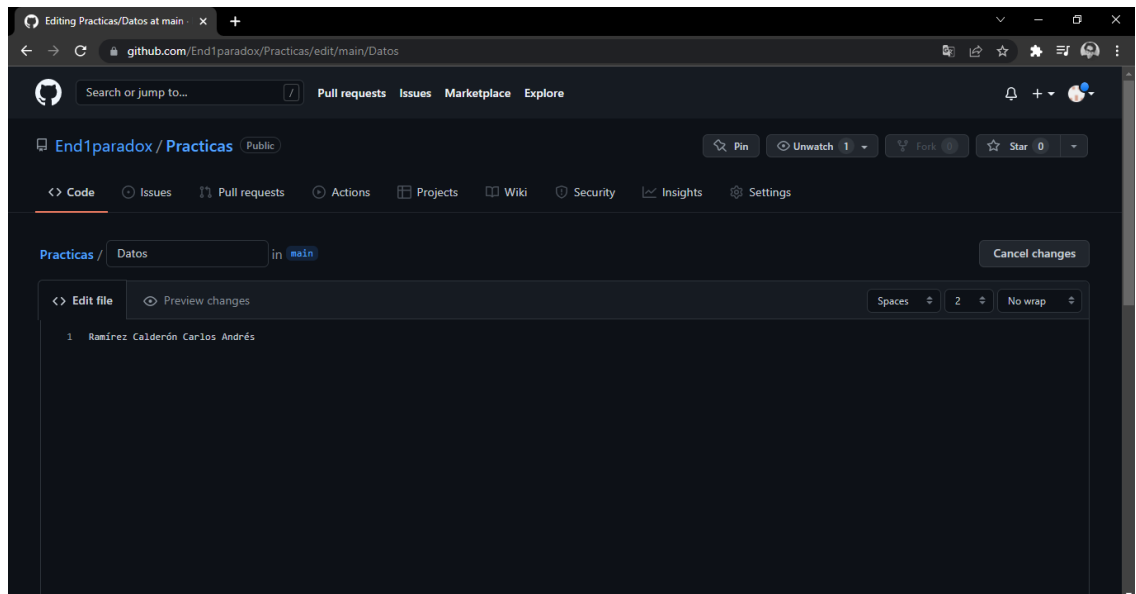 Editing Practicas/Datos at main ·
github.com/End1paradox/Practicas/edit/main/Datos
Search or jump to... / Pull requests Issues Marketplace Explore
End1paradox / Practicas Public Pin Unwatch 1 Fork 0 Star 0
<> Code Issues Pull requests Actions Projects Wiki Security Insights Settings
Practicas / Datos in main Cancel changes
<> Edit file Preview changes Spaces 2 No wrap
1 Ramírez Calderón Carlos Andrés